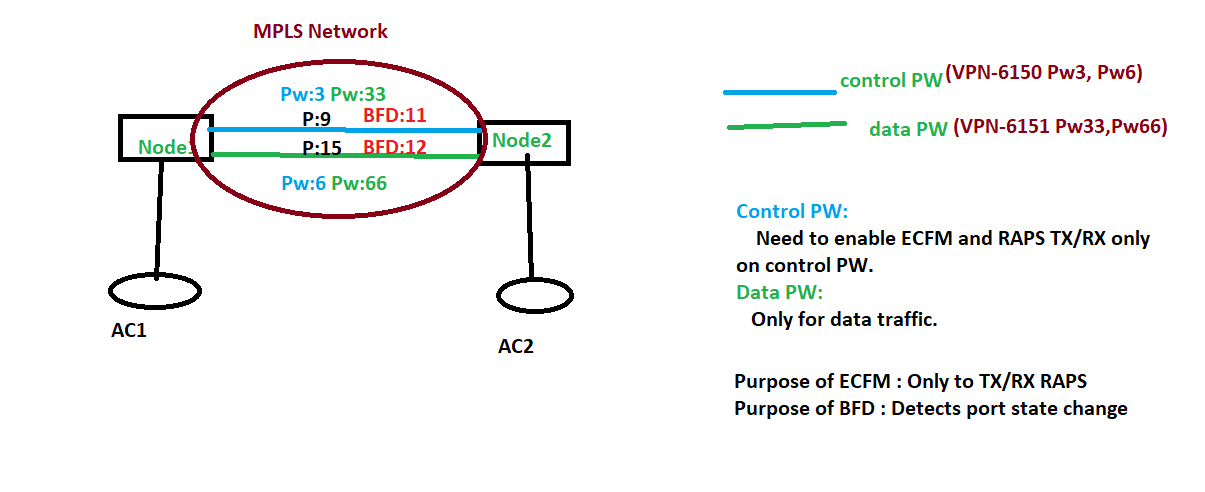 MPLS Network
Pw:3 Pw:33
P:9 BFD:11
Node1
P:15 BFD:12
Node2
Pw:6 Pw:66
AC1
AC2
control PW (VPN-6150 Pw3, Pw6)
data PW (VPN-6151 Pw33,Pw66)
Control PW:
Need to enable ECFM and RAPS TX/RX only
on control PW.
Data PW:
Only for data traffic.
Purpose of ECFM : Only to TX/RX RAPS
Purpose of BFD : Detects port state change